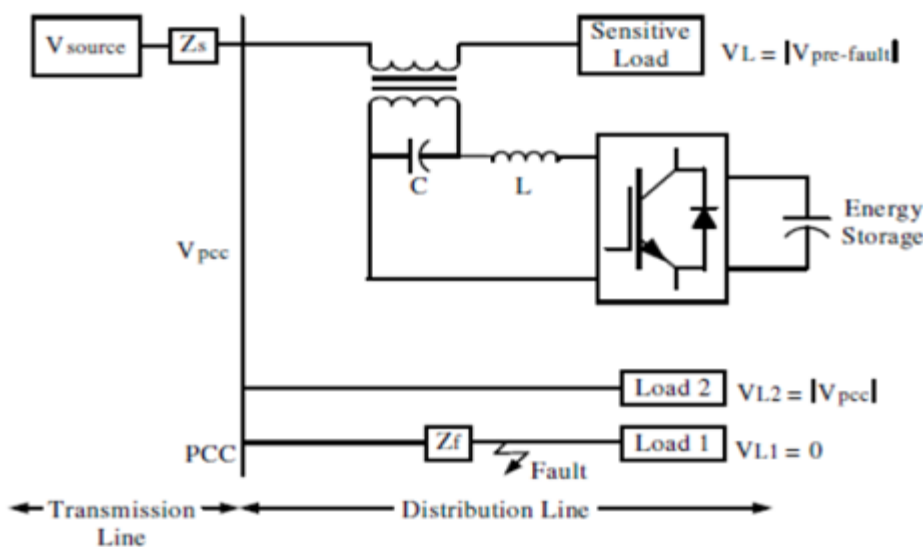 V source
Zs
Sensitive
Load
VL = |Vpre-fault|
C
L
Energy
Storage
Vpcc
Load 2
VL2 = |Vpcc|
PCC
Zf
Load 1
VL1 = 0
Fault
Transmission
Line
Distribution Line